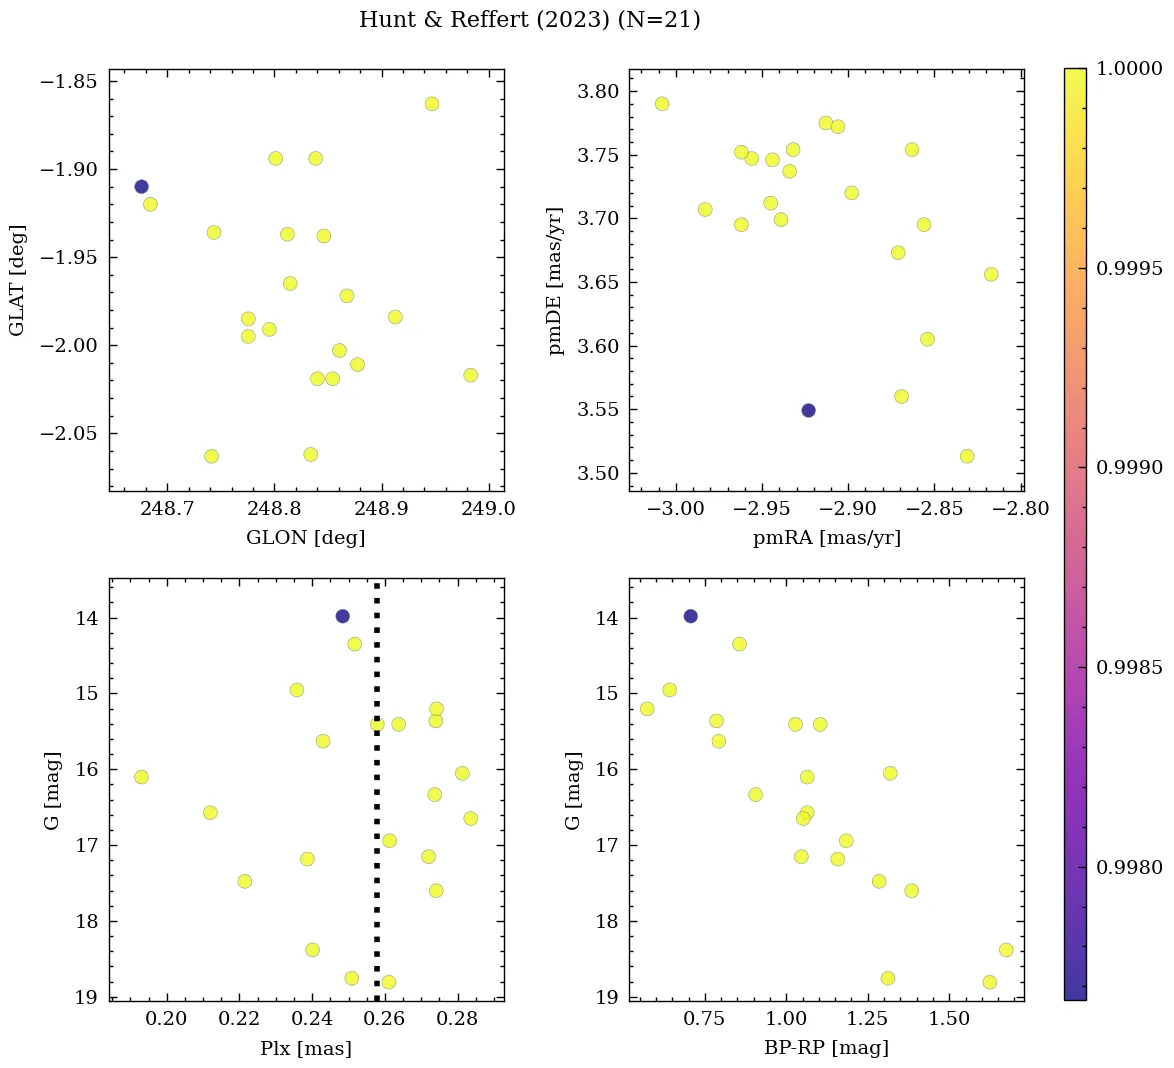 Hunt & Reffert (2023) (N=21)
−1.85
−1.90
−1.95
−2.00
−2.05
GLAT [deg]
248.7 248.8 248.9 249.0
GLON [deg]
3.80
3.75
3.70
3.65
3.60
3.55
3.50
pmDE [mas/yr]
−3.00 −2.95 −2.90 −2.85 −2.80
pmRA [mas/yr]
14
15
16
17
18
19
G [mag]
0.20 0.22 0.24 0.26 0.28
Plx [mas]
14
15
16
17
18
19
G [mag]
0.75 1.00 1.25 1.50
BP-RP [mag]
1.0000
0.9995
0.9990
0.9985
0.9980